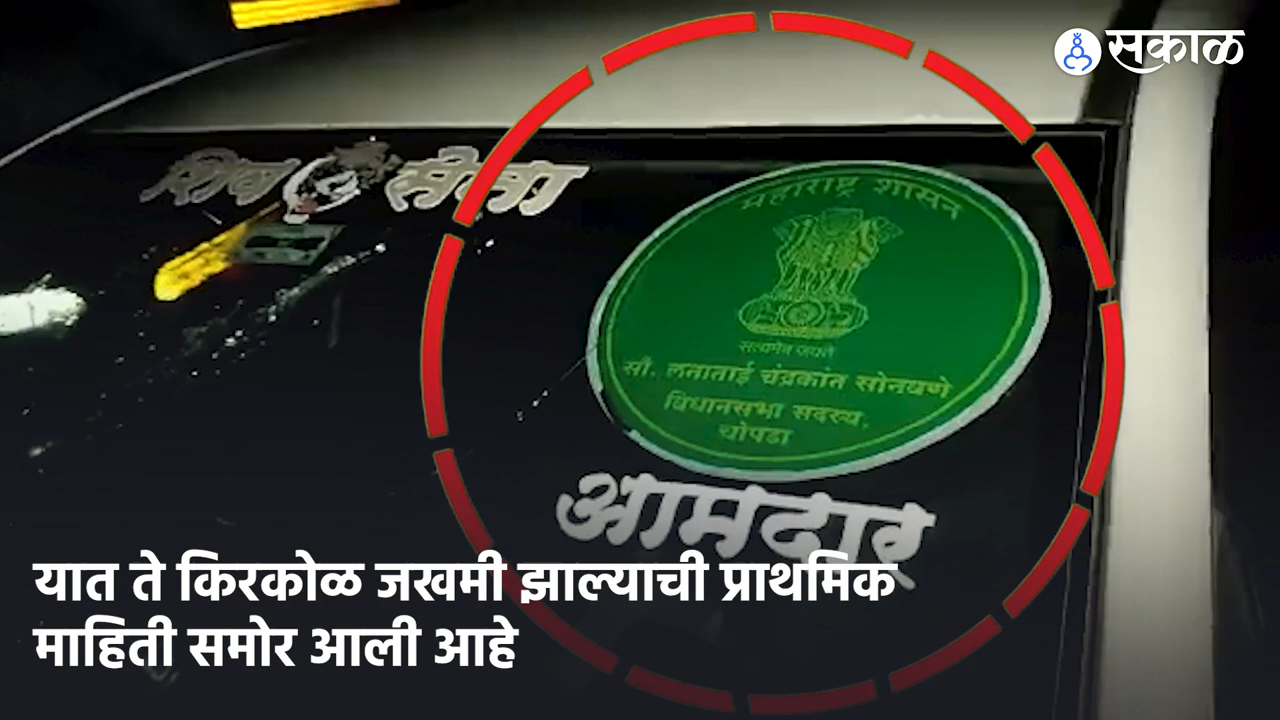 सकाळ
शिव सेना
महाराष्ट्र शासन
सत्यमेव जयते
सौ. लताताई चंद्रकांत सोनवणे
विधानसभा सदस्य,
चोपडा
आमदार
यात ते किरकोळ जखमी झाल्याची प्राथमिक
माहिती समोर आली आहे